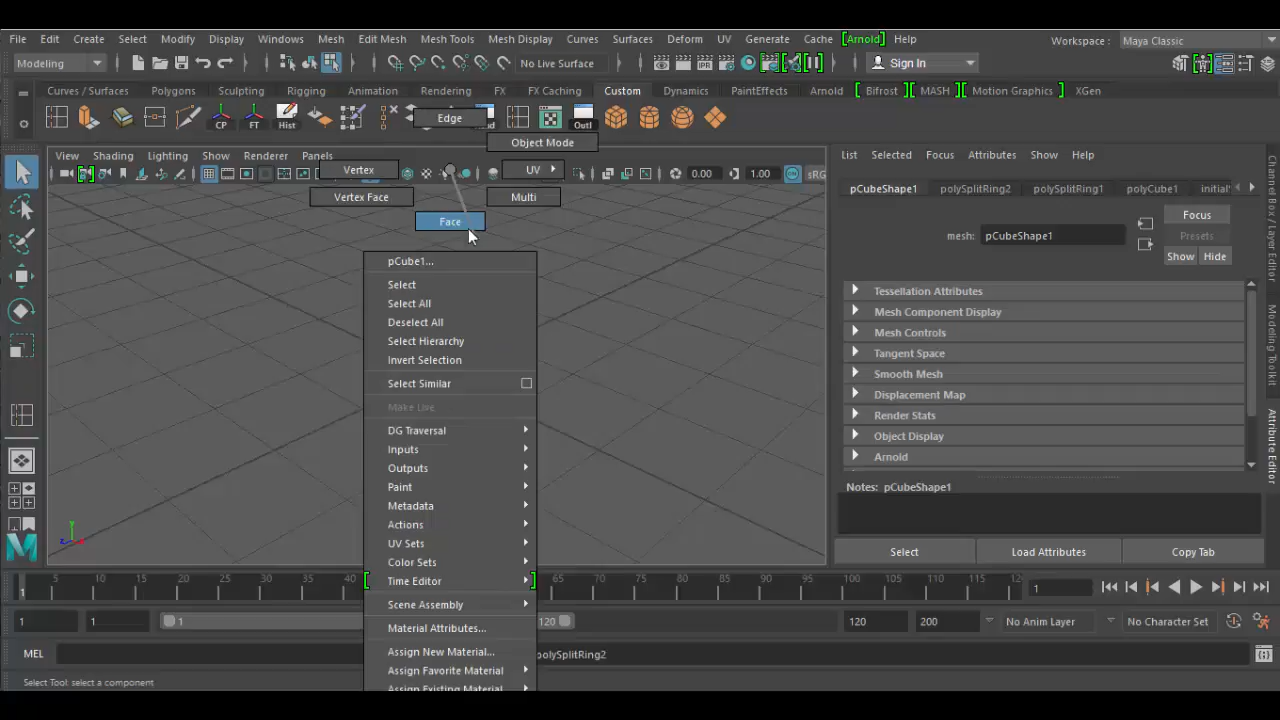 File Edit Create Select Modify Display Windows Mesh Edit Mesh Mesh Tools Mesh Display Curves Surfaces Deform UV Generate Cache [Arnold] Help Workspace : Maya Classic
Modeling No Live Surface Sign In
Curves / Surfaces Polygons Sculpting Rigging Animation Rendering FX FX Caching Custom Dynamics PaintEffects Arnold Bifrost MASH Motion Graphics XGen
CP FT Hist Outl
Edge
Object Mode
View Shading Lighting Show Renderer Panels
Vertex UV 0.00 1.00 sRG
Vertex Face Multi
Face
pCube1...
Select
Select All
Deselect All
Select Hierarchy
Invert Selection
Select Similar
Make Live
DG Traversal
Inputs
Outputs
Paint
Metadata
Actions
UV Sets
Color Sets
Time Editor
Scene Assembly
Material Attributes...
Assign New Material...
Assign Favorite Material
Assign Existing Material
List Selected Focus Attributes Show Help
pCubeShape1 polySplitRing2 polySplitRing1 polyCube1 initial
Focus
mesh: pCubeShape1 Presets
Show Hide
Tessellation Attributes
Mesh Component Display
Mesh Controls
Tangent Space
Smooth Mesh
Displacement Map
Render Stats
Object Display
Arnold
Notes: pCubeShape1
Select Load Attributes Copy Tab
Channel Box / Layer Editor
Modeling Toolkit
Attribute Editor
y
5 10 15 20 25 30 35 40 65 70 75 80 85 90 95 100 105 110 115 12
1 1
1 1 1 120 120 200 No Anim Layer No Character Set
MEL polySplitRing2
Select Tool: select a component